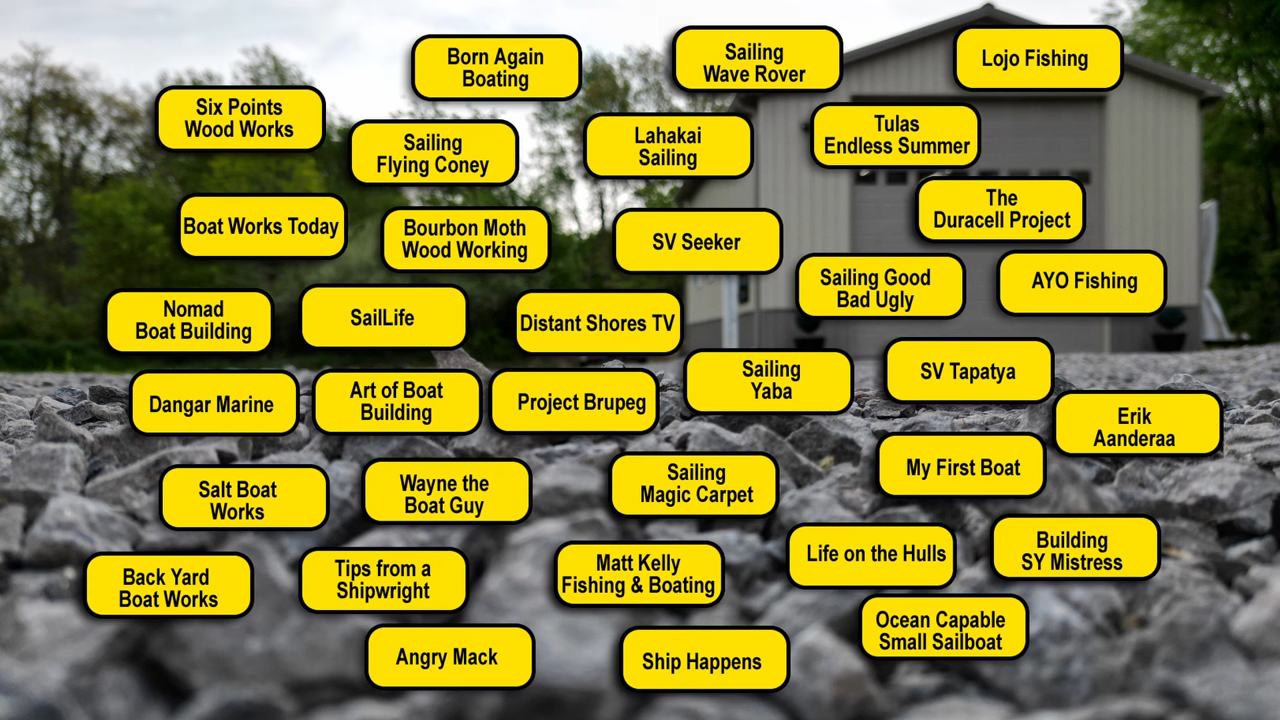 Born Again
Boating
Sailing
Wave Rover
Lojo Fishing
Six Points
Wood Works
Sailing
Flying Coney
Lahakai
Sailing
Tulas
Endless Summer
Boat Works Today
Bourbon Moth
Wood Working
SV Seeker
The
Duracell Project
Sailing Good
Bad Ugly
AYO Fishing
Nomad
Boat Building
SailLife
Distant Shores TV
Dangar Marine
Art of Boat
Building
Project Brupeg
Sailing
Yaba
SV Tapatya
Erik
Aanderaa
Salt Boat
Works
Wayne the
Boat Guy
Sailing
Magic Carpet
My First Boat
Back Yard
Boat Works
Tips from a
Shipwright
Matt Kelly
Fishing & Boating
Life on the Hulls
Building
SY Mistress
Angry Mack
Ship Happens
Ocean Capable
Small Sailboat